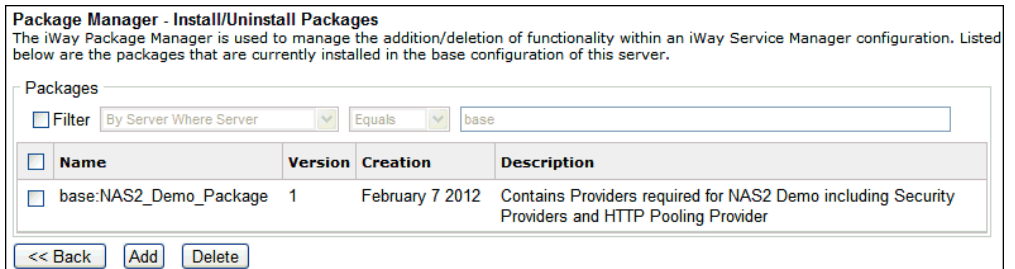 Package Manager - Install/Uninstall Packages
The iWay Package Manager is used to manage the addition/deletion of functionality within an iWay Service Manager configuration. Listed
below are the packages that are currently installed in the base configuration of this server.
Packages
Filter By Server Where Server Equals base
Name Version Creation Description
base:NAS2_Demo_Package 1 February 7 2012 Contains Providers required for NAS2 Demo including Security
Providers and HTTP Pooling Provider
<< Back Add Delete